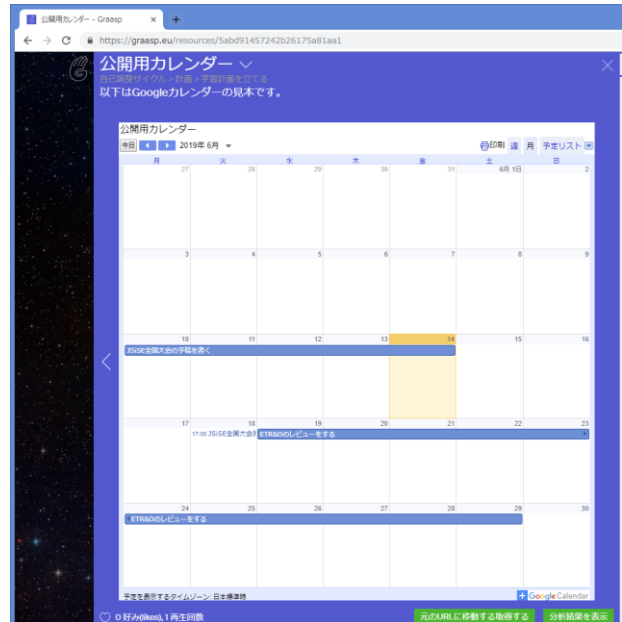 公開用カレンダー - Graasp
https://graasp.eu/resources/5abd91457242b26175a81aa1
公開用カレンダー
自己調整サイクル > 計画 > 学習計画を立てる
以下はGoogleカレンダーの見本です。
公開用カレンダー
今日 2019年 6月 印刷 週 月 予定リスト
月 火 水 木 金 土 日
27 28 29 30 31 6月 1日 2
3 4 5 6 7 8 9
10 11 12 13 14 15 16
JSiSE全国大会の予稿を書く
17 18 19 20 21 22 23
17:00 JSiSE全国大会 ETR&Dのレビューをする
24 25 26 27 28 29 30
ETR&Dのレビューをする
予定を表示するタイムゾーン: 日本標準時 Google Calendar
0 好み(likes), 1 再生回数 元のURLに移動する取得する 分析結果を表示